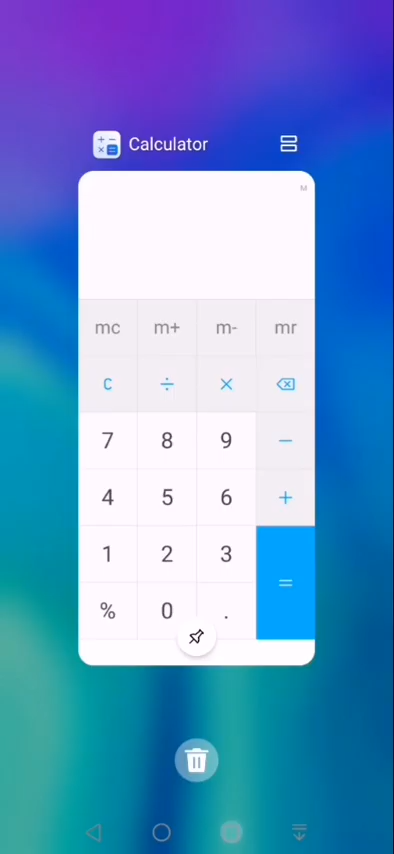 Calculator
M
mc m+ m- mr
C ÷ ×
7 8 9 −
4 5 6 +
1 2 3 =
% 0 .